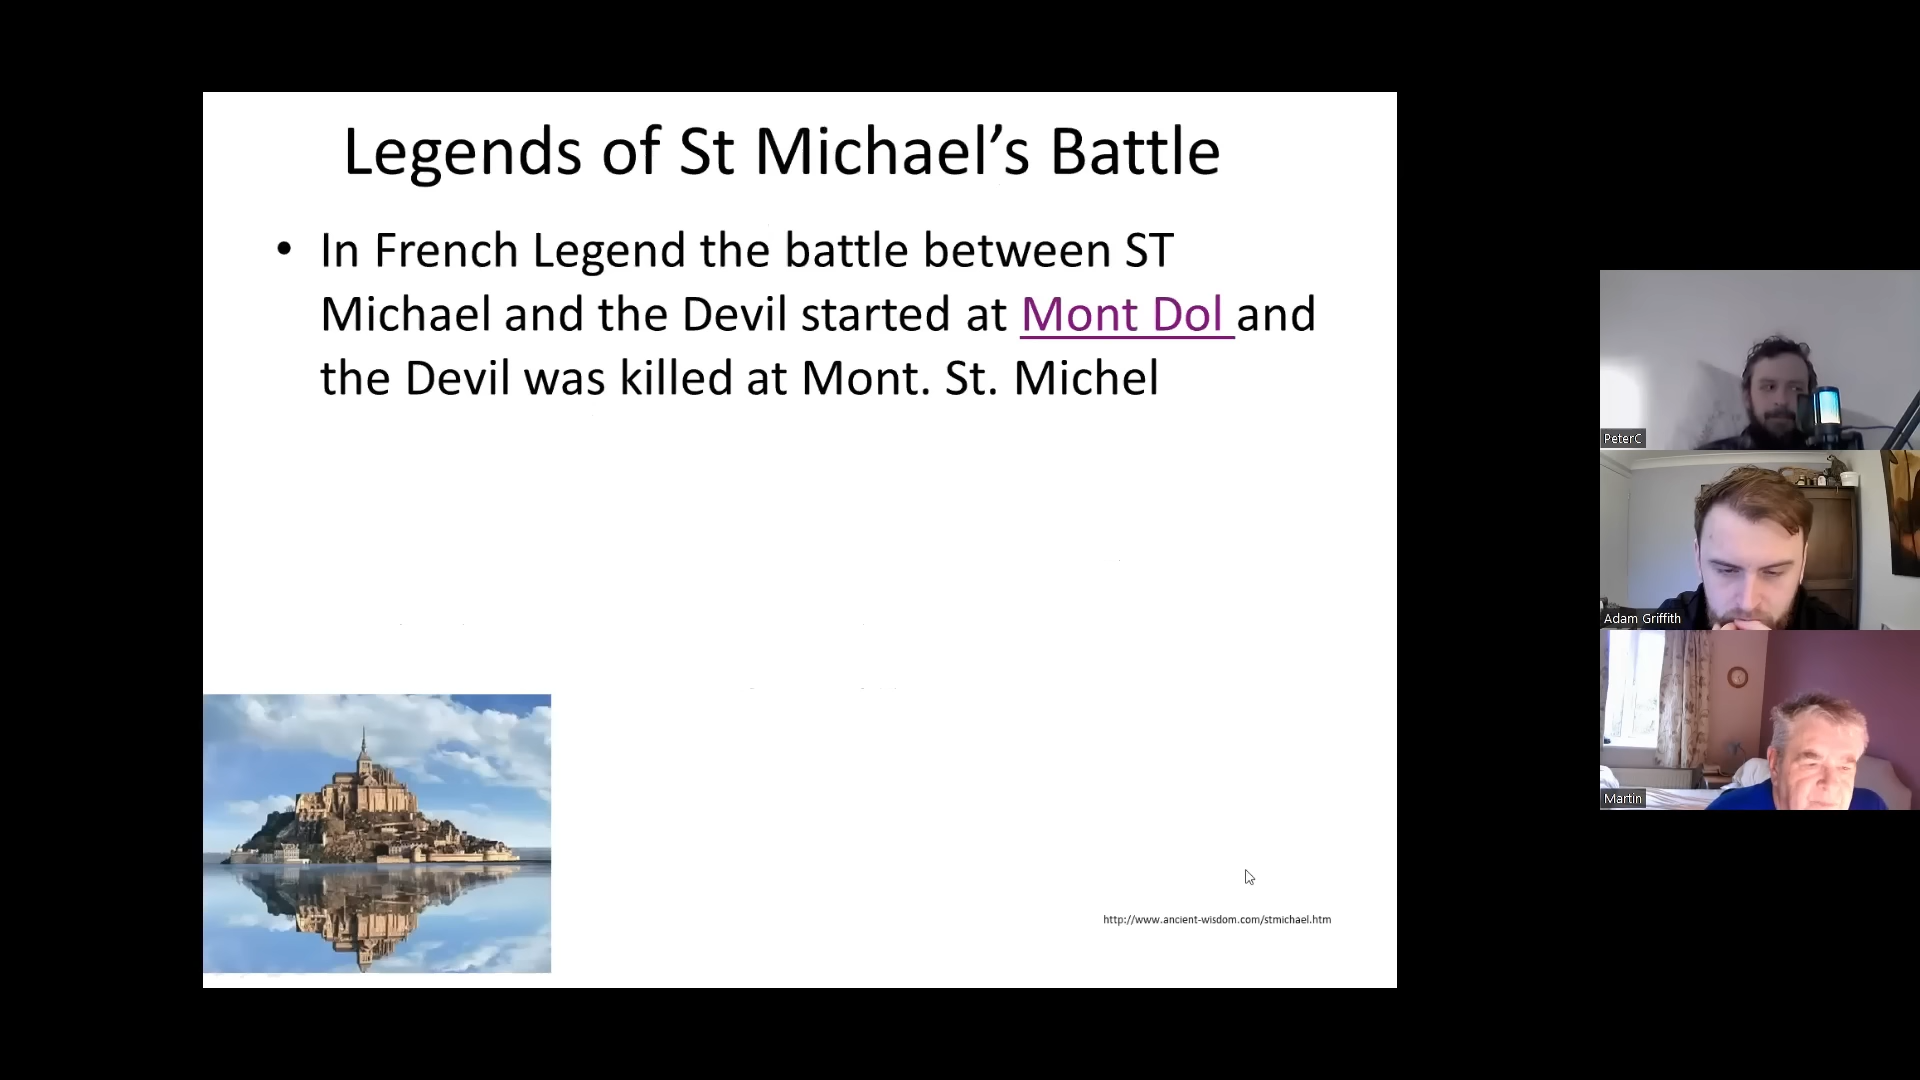 Legends of St Michael’s Battle
• In French Legend the battle between ST
Michael and the Devil started at Mont Dol and
the Devil was killed at Mont. St. Michel
http://www.ancient-wisdom.com/stmichael.htm
PeterC
Adam Griffith
Martin